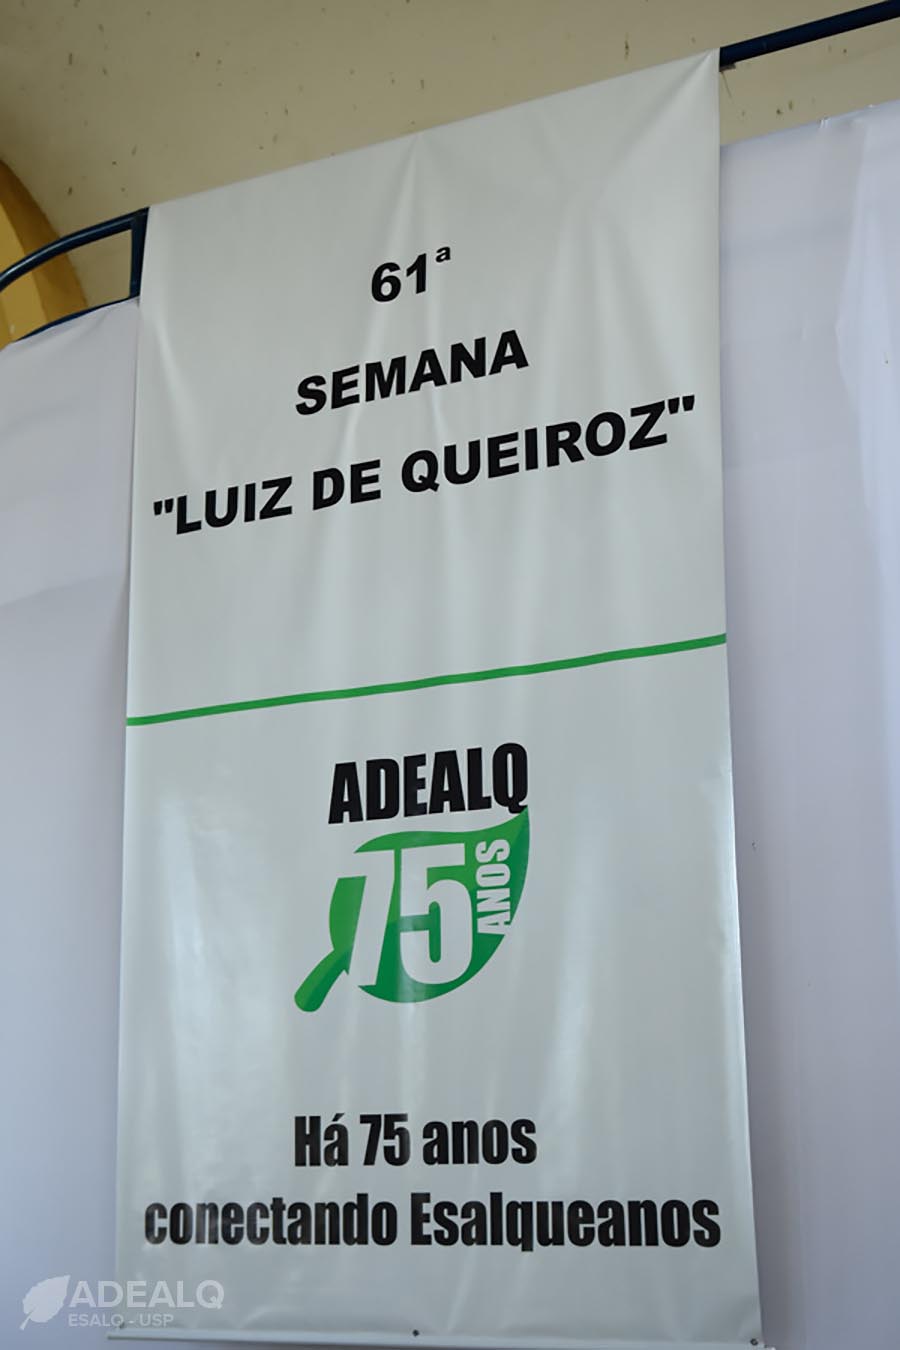 61ª
SEMANA
"LUIZ DE QUEIROZ"
ADEALQ
75 ANOS
Há 75 anos
conectando Esalqueanos
ADEALQ
ESALQ - USP